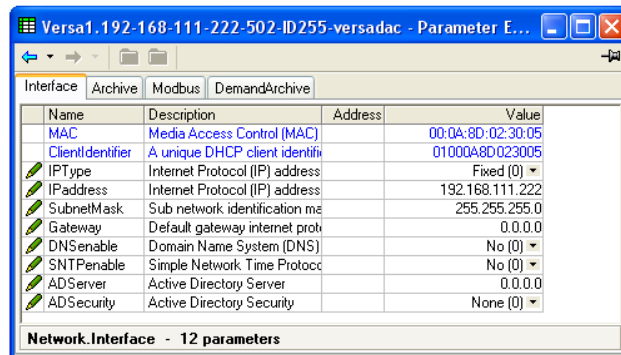 Versa1.192-168-111-222-502-ID255-versadac - Parameter E...
Interface Archive Modbus DemandArchive
Name Description Address Value
MAC Media Access Control (MAC) 00:0A:8D:02:30:05
ClientIdentifier A unique DHCP client identifi 01000A8D023005
IPType Internet Protocol (IP) address Fixed (0)
IPaddress Internet Protocol (IP) address 192.168.111.222
SubnetMask Sub network identification ma 255.255.255.0
Gateway Default gateway internet proto 0.0.0.0
DNSenable Domain Name System (DNS) No (0)
SNTPenable Simple Network Time Protoco No (0)
ADServer Active Directory Server 0.0.0.0
ADSecurity Active Directory Security None (0)
Network.Interface - 12 parameters